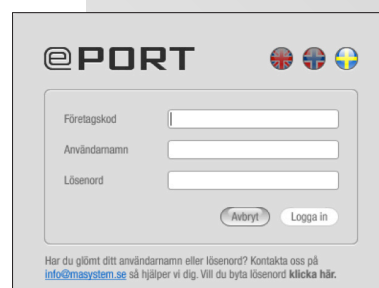 ePORT
Företagskod
Användarnamn
Lösenord
Avbryt Logga in
Har du glömt ditt användarnamn eller lösenord? Kontakta oss på
info@masystem.se så hjälper vi dig. Vill du byta lösenord klicka här.